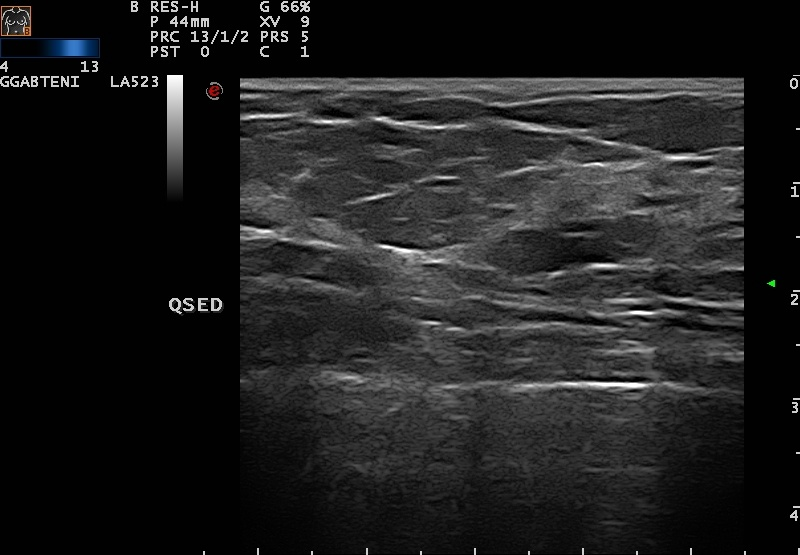 B RES-H G 66%
P 44mm XV 9
PRC 13/1/2 PRS 5
PST 0 C 1
4 13
GGABTENI LA523
e
0
1
QSED
2
3
4